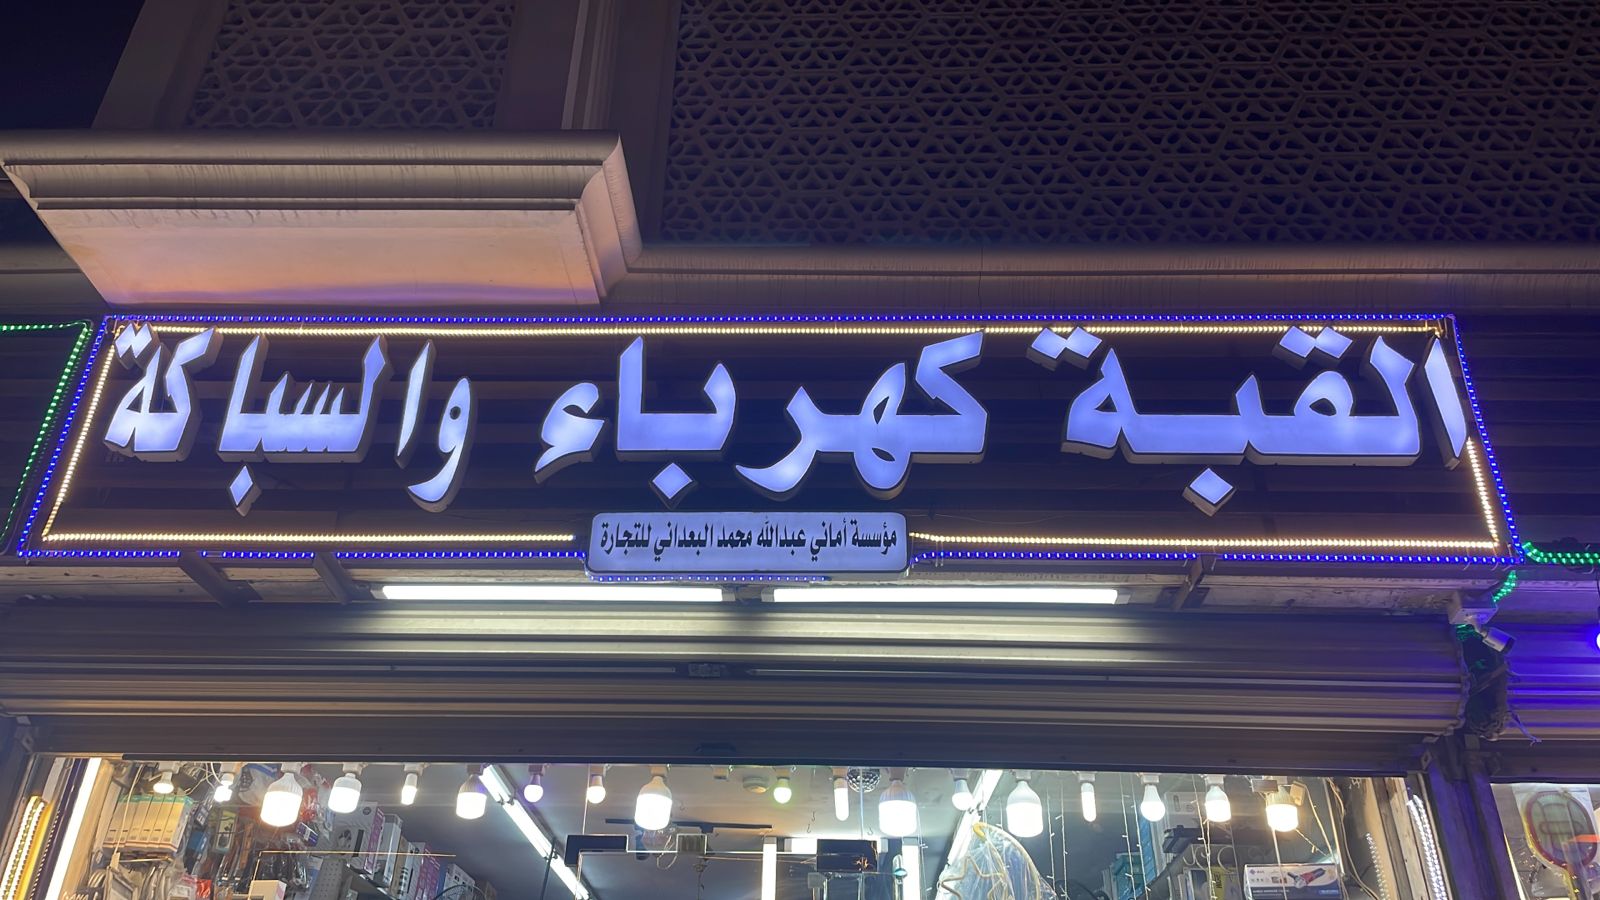 القبة كهرباء والسباكة
مؤسسة أماني عبدالله محمد البعداني للتجارة